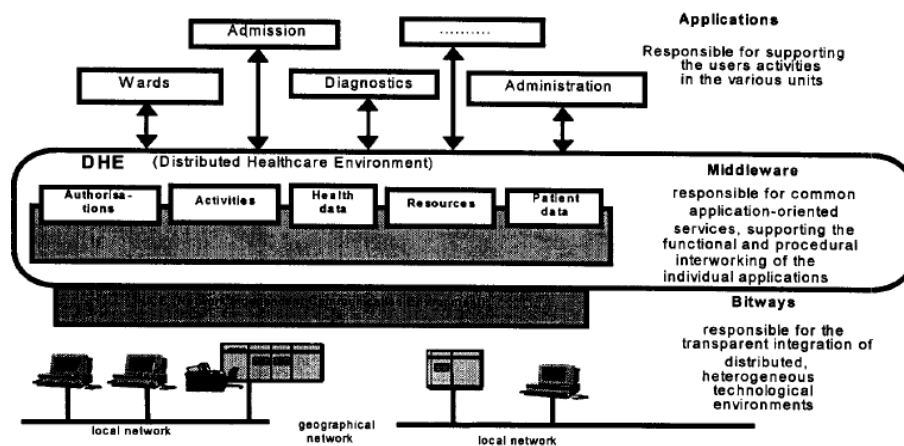 Applications
Admission
..........
Responsible for supporting
the users activities
in the various units
Wards
Diagnostics
Administration
DHE (Distributed Healthcare Environment)
Middleware
Authorisa-
tions
Activities
Health
data
Resources
Patient
data
responsible for common
application-oriented
services, supporting the
functional and procedural
interworking of the
individual applications
Bitways
responsible for the
transparent integration of
distributed,
heterogeneous
technological
environments
local network
geographical
network
local network